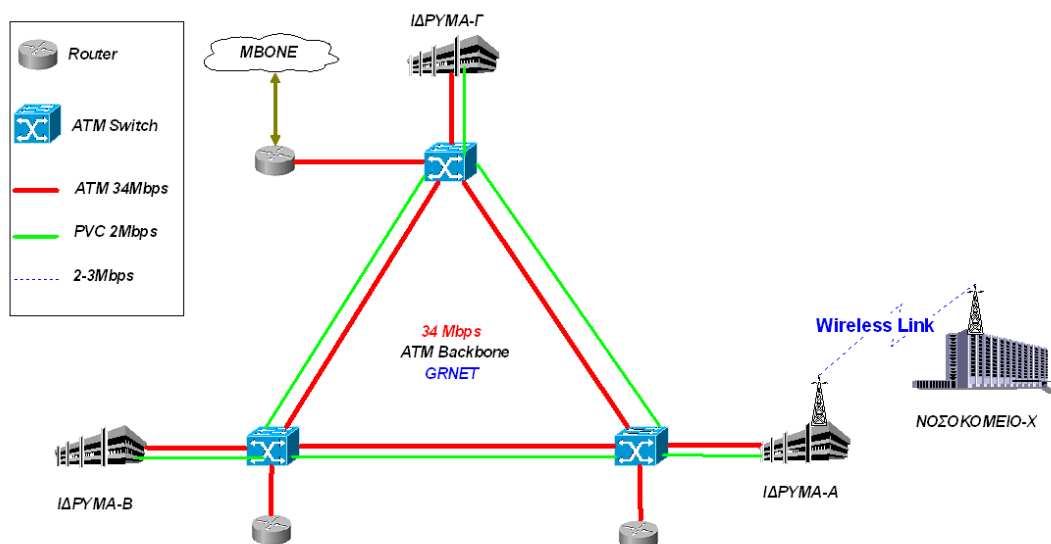 Router
ATM Switch
ATM 34Mbps
PVC 2Mbps
2-3Mbps
MBONE
ΙΔΡΥΜΑ-Γ
34 Mbps
ATM Backbone
GRNET
Wireless Link
ΝΟΣΟΚΟΜΕΙΟ-Χ
ΙΔΡΥΜΑ-Β
ΙΔΡΥΜΑ-Α